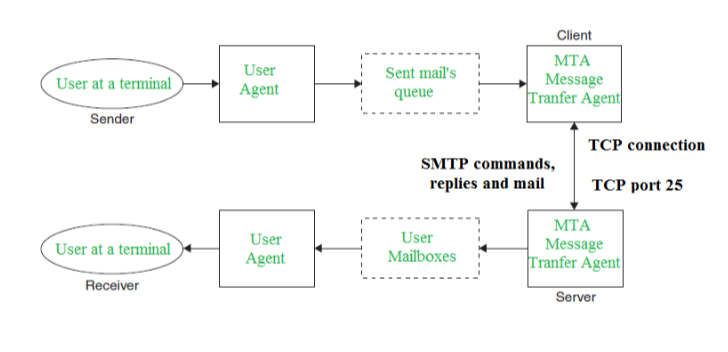 Client
User at a terminal
User
Agent
Sent mail's
queue
MTA
Message
Tranfer Agent
Sender
TCP connection
SMTP commands,
replies and mail
TCP port 25
User at a terminal
User
Agent
User
Mailboxes
MTA
Message
Tranfer Agent
Receiver
Server